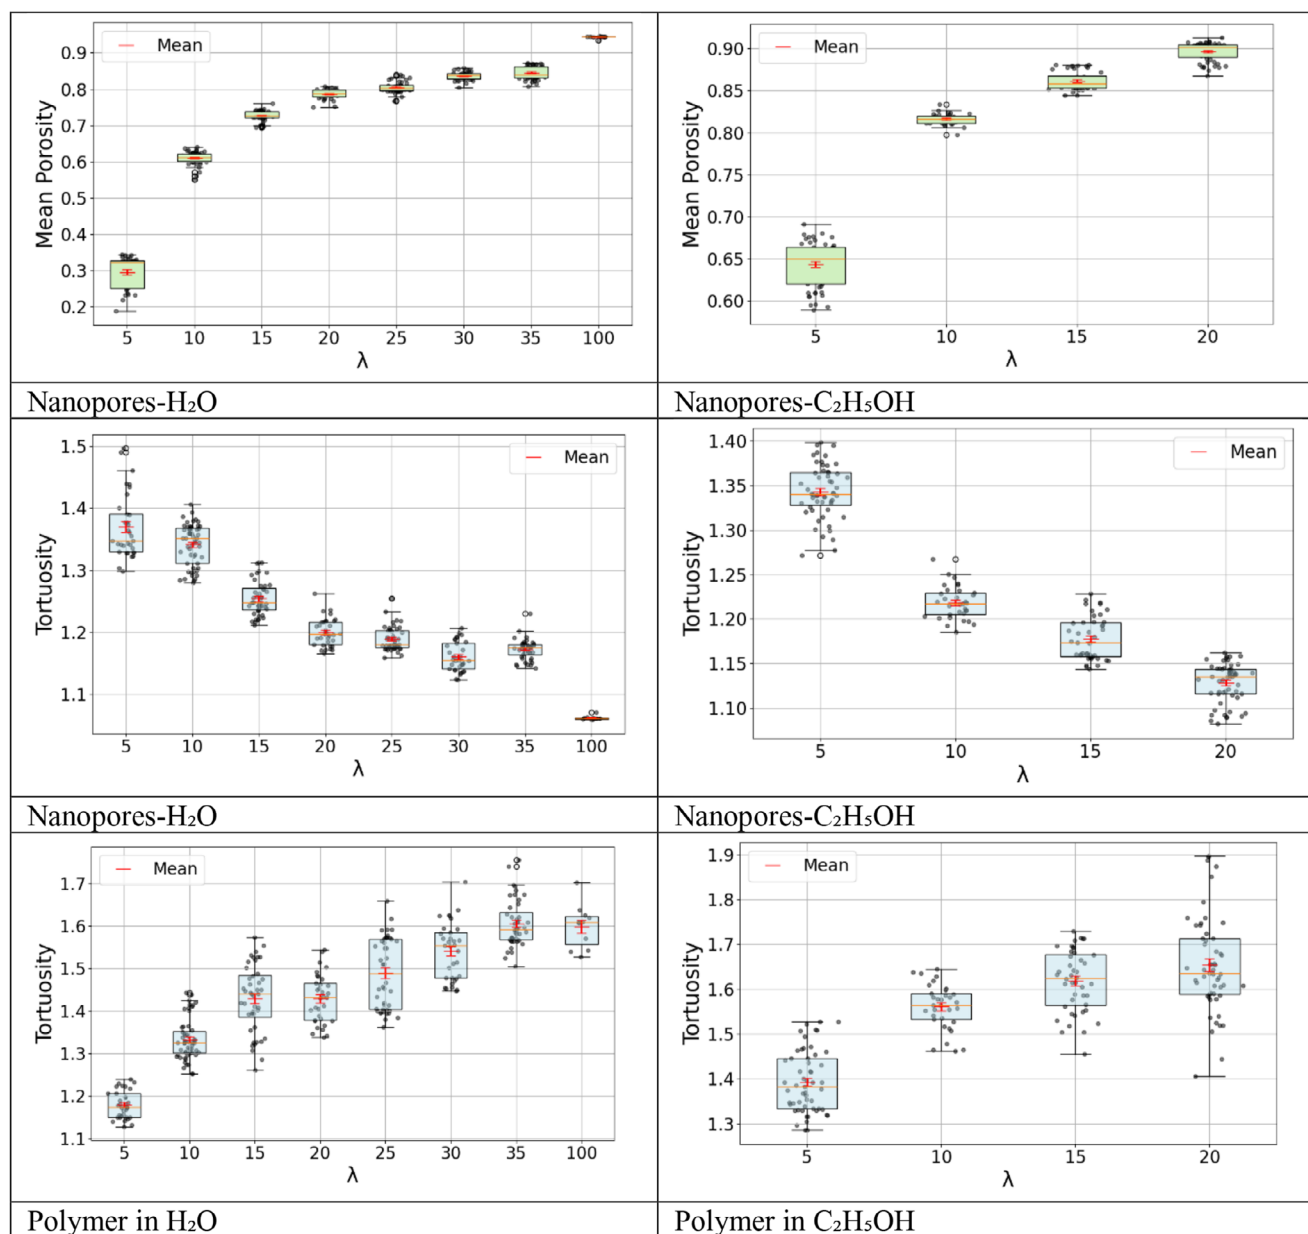 Mean
Mean Porosity
0.9
0.8
0.7
0.6
0.5
0.4
0.3
0.2
5 10 15 20 25 30 35 100
λ
Nanopores-H₂O
Mean
Mean Porosity
0.90
0.85
0.80
0.75
0.70
0.65
0.60
5 10 15 20
λ
Nanopores-C₂H₅OH
Mean
Tortuosity
1.5
1.4
1.3
1.2
1.1
5 10 15 20 25 30 35 100
λ
Nanopores-H₂O
Mean
Tortuosity
1.40
1.35
1.30
1.25
1.20
1.15
1.10
5 10 15 20
λ
Nanopores-C₂H₅OH
Mean
Tortuosity
1.7
1.6
1.5
1.4
1.3
1.2
1.1
5 10 15 20 25 30 35 100
λ
Polymer in H₂O
Mean
Tortuosity
1.9
1.8
1.7
1.6
1.5
1.4
1.3
5 10 15 20
λ
Polymer in C₂H₅OH